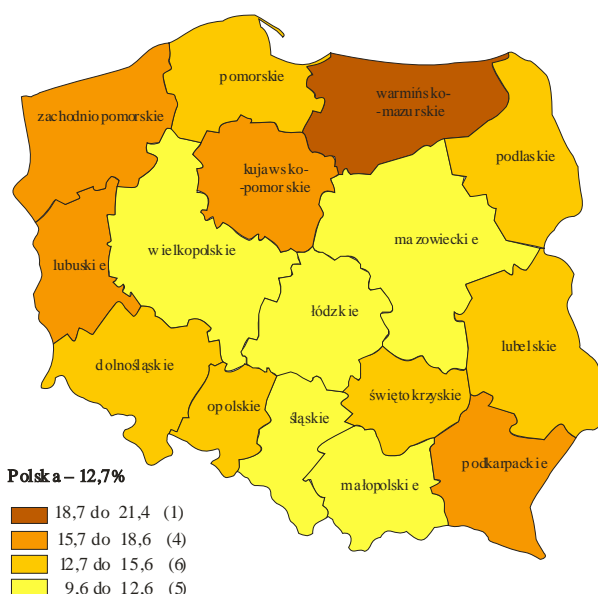 pomorskie
warmińsko-
-mazurskie
zachodniopomorskie
podlaskie
kujawsko-
-pomorskie
wielkopolskie
mazowieckie
lubuskie
łódzkie
lubelskie
dolnośląskie
świętokrzyskie
opolskie
śląskie
podkarpackie
małopolskie
Polska – 12,7%
18,7 do 21,4 (1)
15,7 do 18,6 (4)
12,7 do 15,6 (6)
9,6 do 12,6 (5)